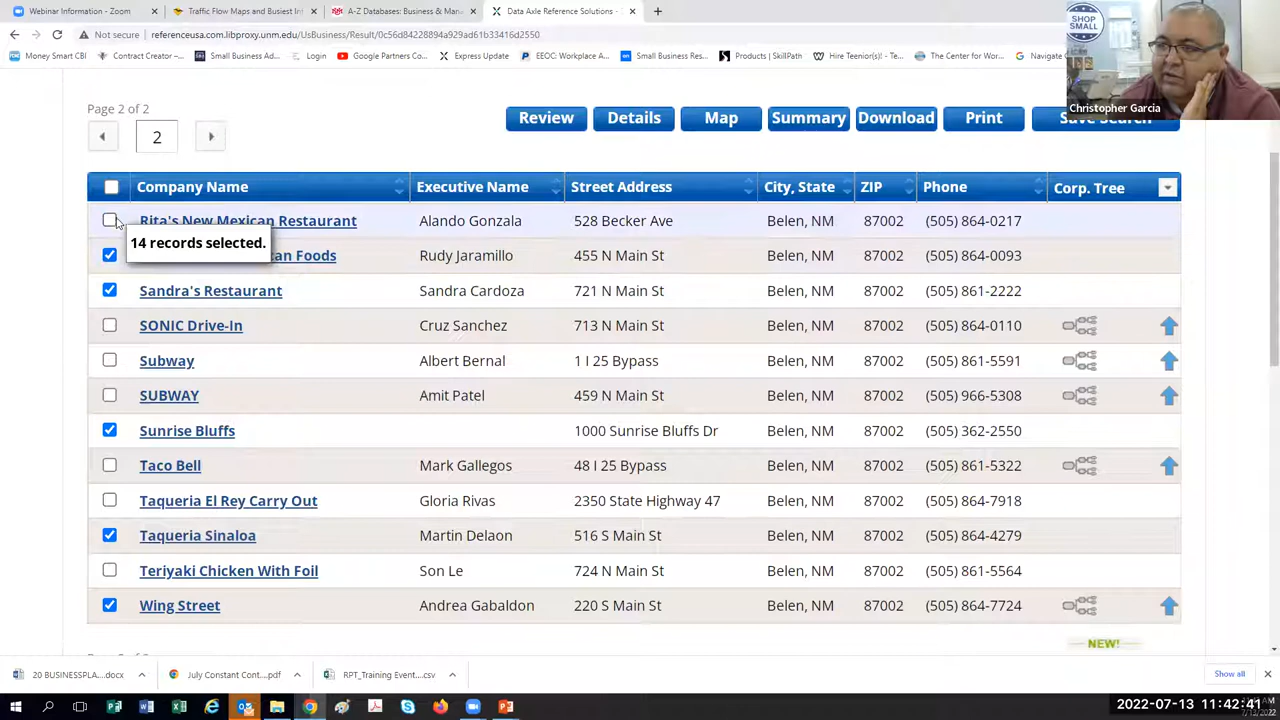 Webinar Information - Zoom
Traffic Flow Maps and Busiest In
A-Z Databases: Business & Man
Data Axle Reference Solutions -
Not secure
referenceusa.com.libproxy.unm.edu/UsBusiness/Res
Money Smart CBI
Contract Creator –...
Small Business Ad...
Login
Google Partners Co...
Express Update
EEOC: Workplace A...
Small Business Res...
Products | SkillPath
Hire Teenior(s) - Te...
The Center for Wor...
Navigate
SHOP
SMALL
Christopher Garcia
Page 2 of 2
2
Review
Details
Map
Summary
Download
Print
Save Search
Company Name Executive Name Street Address City, State ZIP Phone Corp. Tree
Rita's New Mexican Restaurant Alando Gonzala 528 Becker Ave Belen, NM 87002 (505) 864-0217
14 records selected.
an Foods Rudy Jaramillo 455 N Main St Belen, NM 87002 (505) 864-0093
Sandra's Restaurant Sandra Cardoza 721 N Main St Belen, NM 87002 (505) 861-2222
SONIC Drive-In Cruz Sanchez 713 N Main St Belen, NM 87002 (505) 864-0110
Subway Albert Bernal 1 I 25 Bypass Belen, NM 87002 (505) 861-5591
SUBWAY Amit Patel 459 N Main St Belen, NM 87002 (505) 966-5308
Sunrise Bluffs 1000 Sunrise Bluffs Dr Belen, NM 87002 (505) 362-2550
Taco Bell Mark Gallegos 48 I 25 Bypass Belen, NM 87002 (505) 861-5322
Taqueria El Rey Carry Out Gloria Rivas 2350 State Highway 47 Belen, NM 87002 (505) 864-7918
Taqueria Sinaloa Martin Delaon 516 S Main St Belen, NM 87002 (505) 864-4279
Teriyaki Chicken With Foil Son Le 724 N Main St Belen, NM 87002 (505) 861-5564
Wing Street Andrea Gabaldon 220 S Main St Belen, NM 87002 (505) 864-7724
NEW!
20 BUSINESSPLA....docx
July Constant Cont....pdf
RPT_Training Event....csv
Show all
2022-07-13 11:42:41